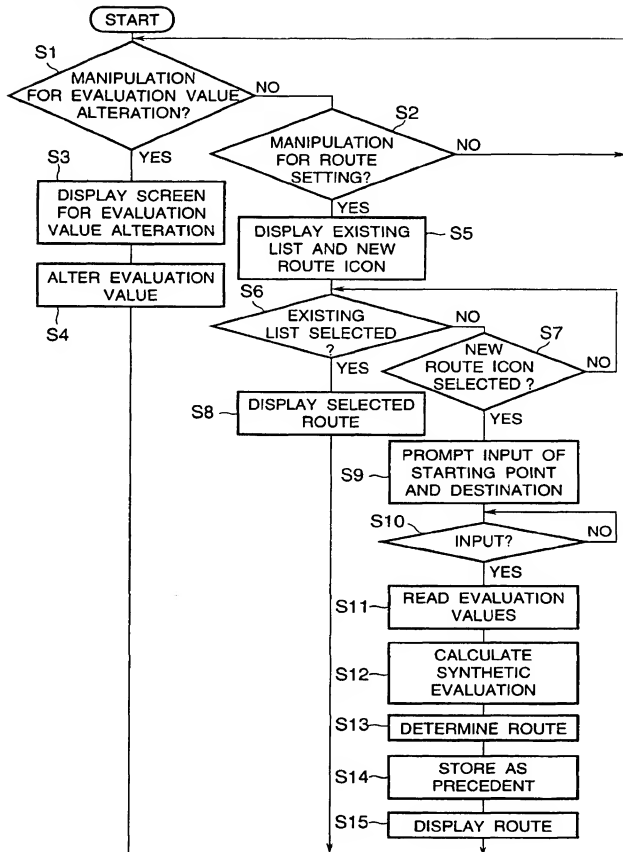 START
S1
MANIPULATION
FOR EVALUATION VALUE
ALTERATION?
NO
YES
S2
MANIPULATION
FOR ROUTE
SETTING?
NO
YES
S3
DISPLAY SCREEN
FOR EVALUATION
VALUE ALTERATION
ALTER EVALUATION
VALUE
S4
DISPLAY EXISTING
LIST AND NEW
ROUTE ICON
S5
S6
EXISTING
LIST SELECTED
?
NO
YES
S7
NEW
ROUTE ICON
SELECTED?
NO
YES
S8
DISPLAY SELECTED
ROUTE
S9
PROMPT INPUT OF
STARTING POINT
AND DESTINATION
S10
INPUT?
NO
YES
S11
READ EVALUATION
VALUES
S12
CALCULATE
SYNTHETIC
EVALUATION
S13
DETERMINE ROUTE
S14
STORE AS
PRECEDENT
S15
DISPLAY ROUTE